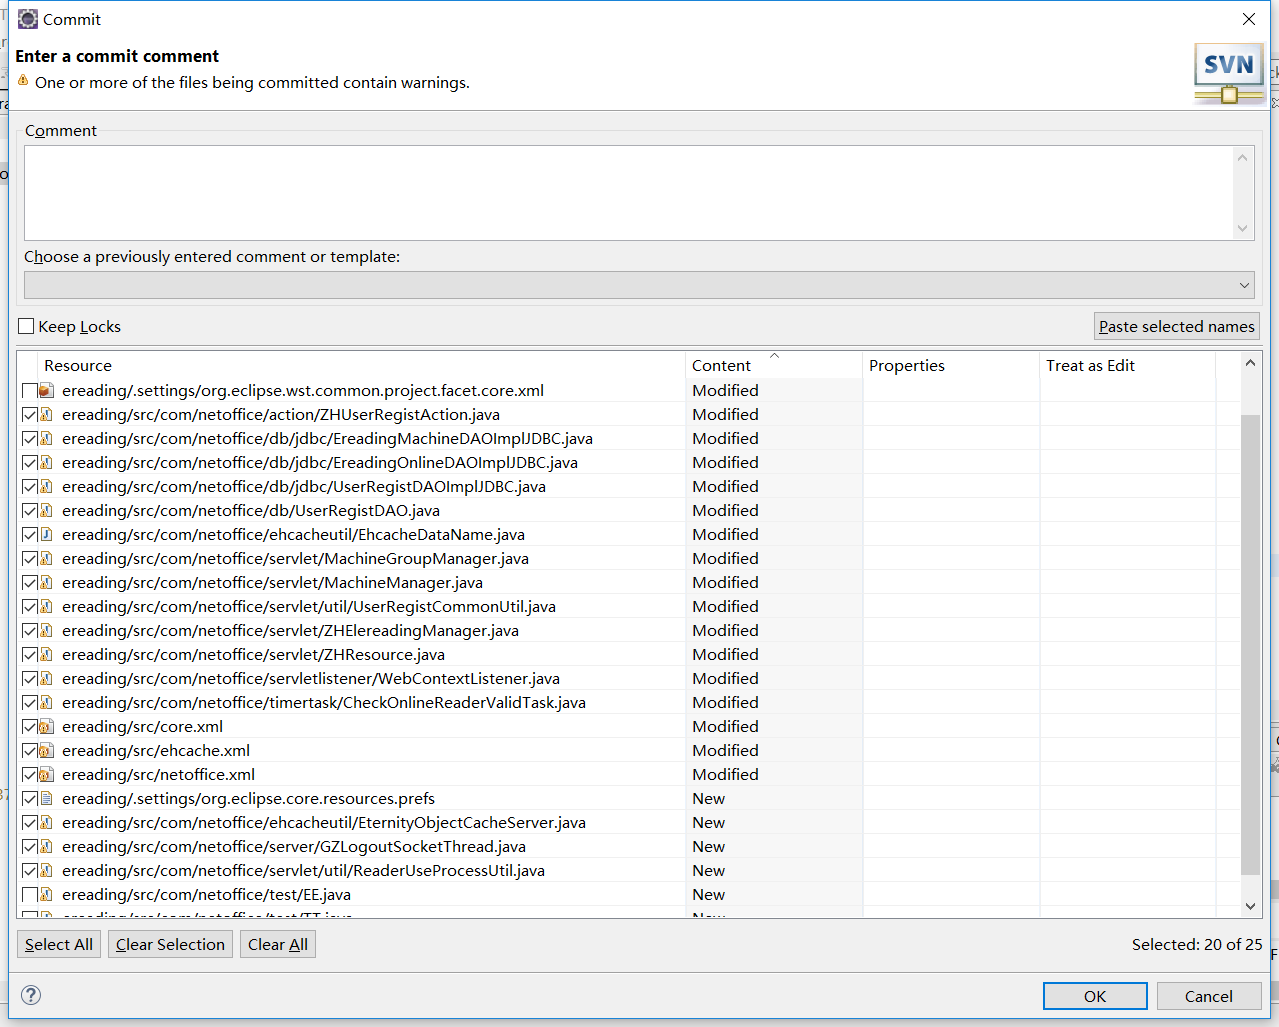 Commit
Enter a commit comment
One or more of the files being committed contain warnings.
SVN
Comment
Choose a previously entered comment or template:
Keep Locks
Paste selected names
Resource Content Properties Treat as Edit
ereading/.settings/org.eclipse.wst.common.project.facet.core.xml Modified
ereading/src/com/netoffice/action/ZHUserRegistAction.java Modified
ereading/src/com/netoffice/db/jdbc/EreadingMachineDAOImplJDBC.java Modified
ereading/src/com/netoffice/db/jdbc/EreadingOnlineDAOImplJDBC.java Modified
ereading/src/com/netoffice/db/jdbc/UserRegistDAOImplJDBC.java Modified
ereading/src/com/netoffice/db/UserRegistDAO.java Modified
ereading/src/com/netoffice/ehcacheutil/EhcacheDataName.java Modified
ereading/src/com/netoffice/servlet/MachineGroupManager.java Modified
ereading/src/com/netoffice/servlet/MachineManager.java Modified
ereading/src/com/netoffice/servlet/util/UserRegistCommonUtil.java Modified
ereading/src/com/netoffice/servlet/ZHElereadingManager.java Modified
ereading/src/com/netoffice/servlet/ZHResource.java Modified
ereading/src/com/netoffice/servletlistener/WebContextListener.java Modified
ereading/src/com/netoffice/timertask/CheckOnlineReaderValidTask.java Modified
ereading/src/core.xml Modified
ereading/src/ehcache.xml Modified
ereading/src/netoffice.xml Modified
ereading/.settings/org.eclipse.core.resources.prefs New
ereading/src/com/netoffice/ehcacheutil/EternityObjectCacheServer.java New
ereading/src/com/netoffice/server/GZLogoutSocketThread.java New
ereading/src/com/netoffice/servlet/util/ReaderUseProcessUtil.java New
ereading/src/com/netoffice/test/EE.java New
ereading/src/com/netoffice/test/TT.java New
Select All Clear Selection Clear All Selected: 20 of 25
OK Cancel